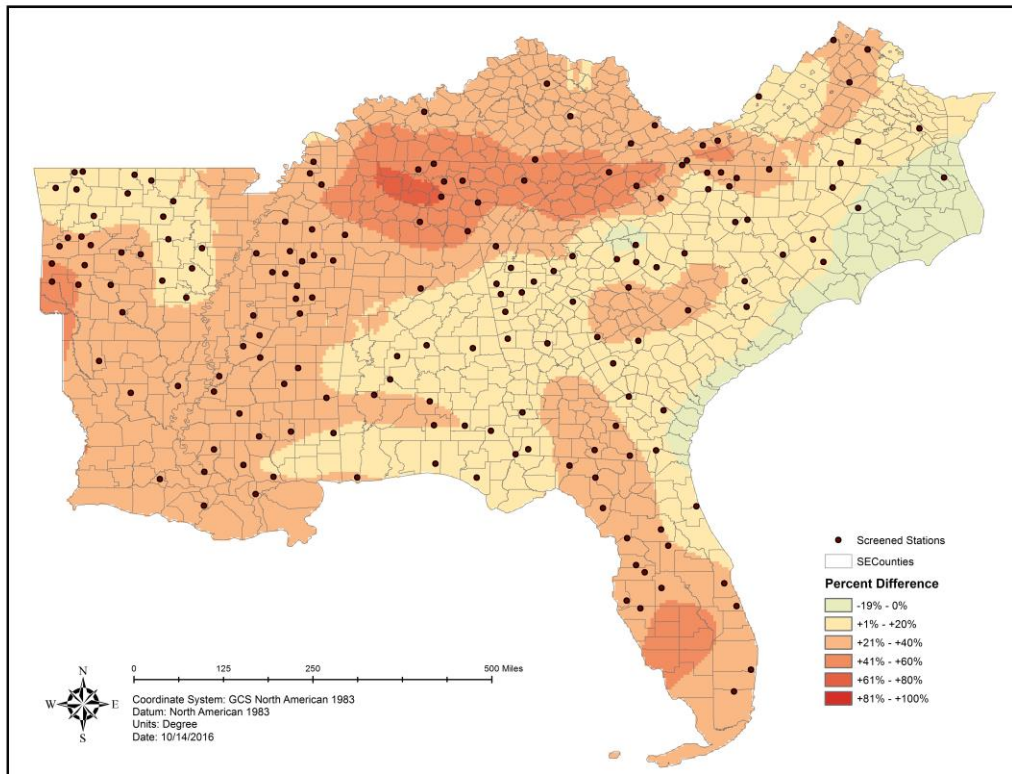 Screened Stations
SECounties
Percent Difference
-19% - 0%
+1% - +20%
+21% - +40%
+41% - +60%
+61% - +80%
+81% - +100%
0 125 250 500 Miles
N
W E
S
Coordinate System: GCS North American 1983
Datum: North American 1983
Units: Degree
Date: 10/14/2016